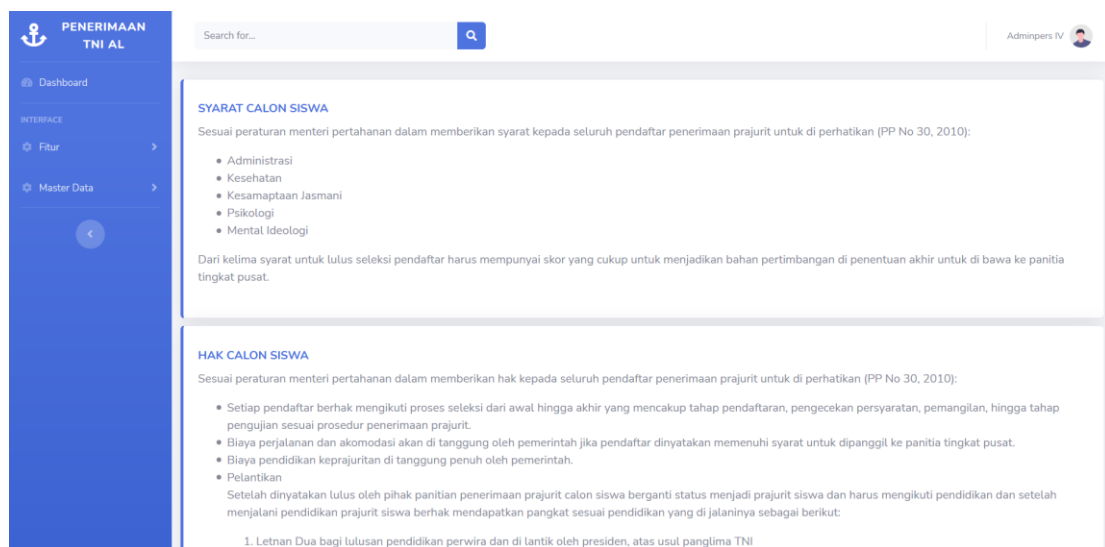 PENERIMAAN
TNI AL
Search for...
Adminpers IV
Dashboard
INTERFACE
Fitur
Master Data
SYARAT CALON SISWA
Sesuai peraturan menteri pertahanan dalam memberikan syarat kepada seluruh pendaftar penerimaan prajurit untuk di perhatikan (PP No 30, 2010):
• Administrasi
• Kesehatan
• Kesamaptaan Jasmani
• Psikologi
• Mental Ideologi
Dari kelima syarat untuk lulus seleksi pendaftar harus mempunyai skor yang cukup untuk menjadikan bahan pertimbangan di penentuan akhir untuk di bawa ke panitia
tingkat pusat.
HAK CALON SISWA
Sesuai peraturan menteri pertahanan dalam memberikan hak kepada seluruh pendaftar penerimaan prajurit untuk di perhatikan (PP No 30, 2010):
• Setiap pendaftar berhak mengikuti proses seleksi dari awal hingga akhir yang mencakup tahap pendaftaran, pengecekan persyaratan, pemangilan, hingga tahap
pengujian sesuai prosedur penerimaan prajurit.
• Biaya perjalanan dan akomodasi akan di tanggung oleh pemerintah jika pendaftar dinyatakan memenuhi syarat untuk dipanggil ke panitia tingkat pusat.
• Biaya pendidikan keprajuritan di tanggung penuh oleh pemerintah.
• Pelantikan
Setelah dinyatakan lulus oleh pihak panitian penerimaan prajurit calon siswa berganti status menjadi prajurit siswa dan harus mengikuti pendidikan dan setelah
menjalani pendidikan prajurit siswa berhak mendapatkan pangkat sesuai pendidikan yang di jalaninya sebagai berikut:
1. Letnan Dua bagi lulusan pendidikan perwira dan di lantik oleh presiden, atas usul panglima TNI